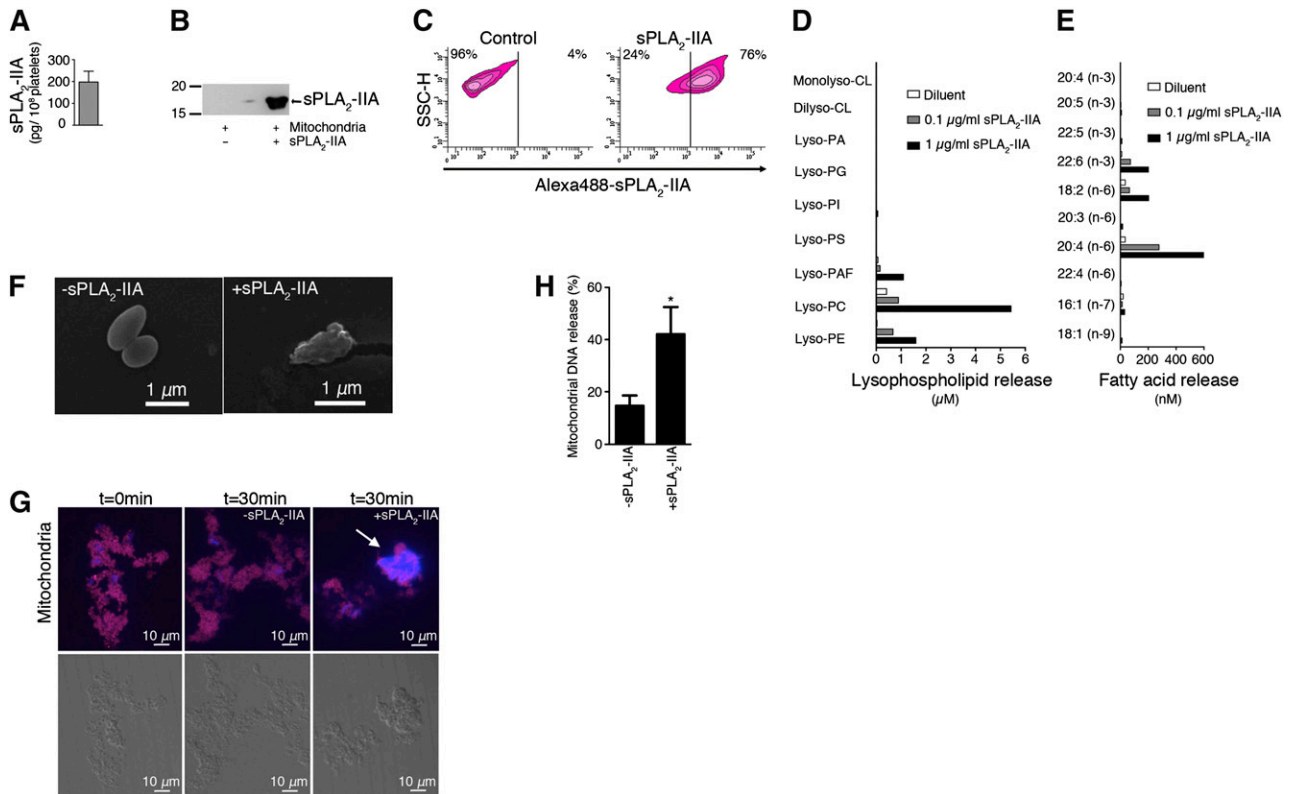 A
sPLA₂-IIA
(pg/ 10⁸ platelets)
300
200
100
0
B
20
15
←sPLA₂-IIA
+ + Mitochondria
− + sPLA₂-IIA
C
Control
sPLA₂-IIA
96% 4%
24% 76%
SSC-H
10¹ 10² 10³ 10⁴ 10⁵
Alexa488-sPLA₂-IIA
D
Monolyso-CL
Dilyso-CL
Lyso-PA
Lyso-PG
Lyso-PI
Lyso-PS
Lyso-PAF
Lyso-PC
Lyso-PE
Diluent
0.1 µg/ml sPLA₂-IIA
1 µg/ml sPLA₂-IIA
0 1 2 3 4 5 6
Lysophospholipid release
(µM)
E
20:4 (n-3)
20:5 (n-3)
22:5 (n-3)
22:6 (n-3)
18:2 (n-6)
20:3 (n-6)
20:4 (n-6)
22:4 (n-6)
16:1 (n-7)
18:1 (n-9)
Diluent
0.1 µg/ml sPLA₂-IIA
1 µg/ml sPLA₂-IIA
0 200 600
Fatty acid release
(nM)
F
-sPLA₂-IIA
1 µm
+sPLA₂-IIA
1 µm
H
Mitochondrial DNA release (%)
60
40
20
0
*
-sPLA₂-IIA
+sPLA₂-IIA
G
t=0min t=30min t=30min
-sPLA₂-IIA +sPLA₂-IIA
Mitochondria
10 µm 10 µm 10 µm
10 µm 10 µm 10 µm